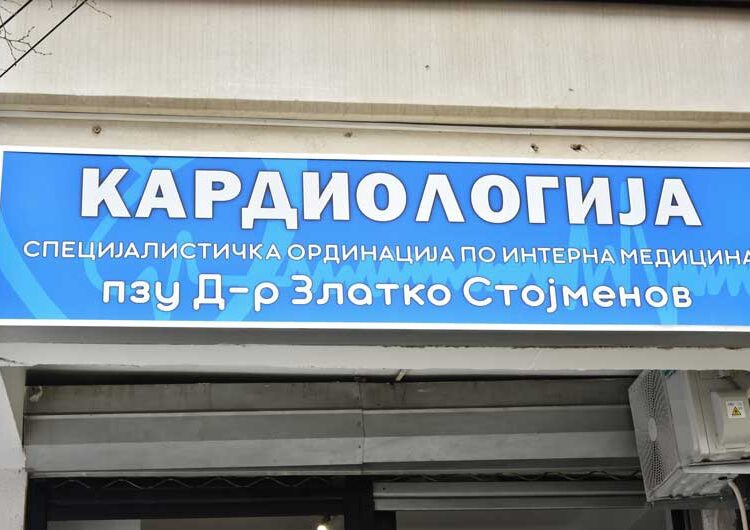 КАРДИОЛОГИЈА
СПЕЦИЈАЛИСТИЧКА ОРДИНАЦИЈА ПО ИНТЕРНА МЕДИЦИНА
пзу Д-р Златко Стојменов